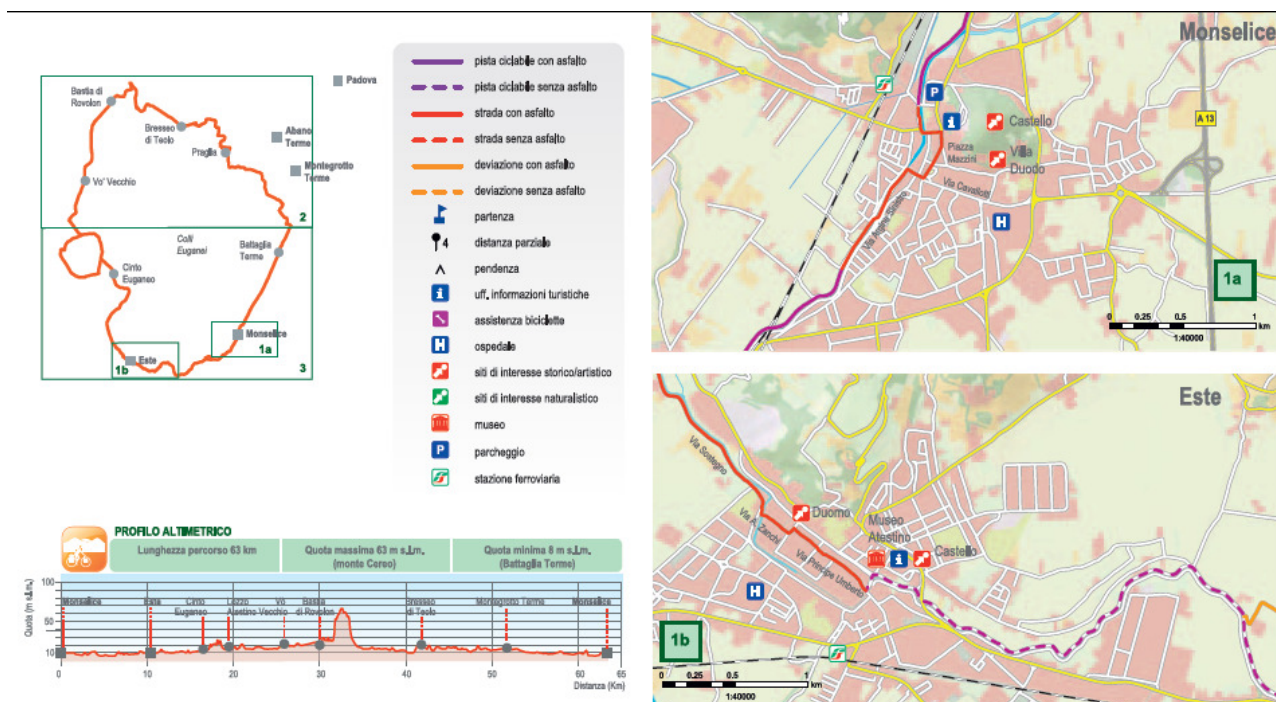 Padova
Bastia di
Rovolon
Bresseo
di Teolo
Abano
Terme
Praglia
Montegrotto
Terme
Vo' Vecchio
2
Colli
Euganei
Battaglia
Terme
Cinto
Euganeo
Monselice
1a
Este
1b
3
pista ciclabile con asfalto
pista ciclabile senza asfalto
strada con asfalto
strada senza asfalto
deviazione con asfalto
deviazione senza asfalto
partenza
4
distanza parziale
pendenza
i
uff. informazioni turistiche
assistenza biciclette
H
ospedale
siti di interesse storico/artistico
siti di interesse naturalistico
museo
P
parcheggio
stazione ferroviaria
PROFILO ALTIMETRICO
Lunghezza percorso 63 km
Quota massima 63 m s.l.m.
(monte Cereo)
Quota minima 8 m s.l.m.
(Battaglia Terme)
Quota (m s.l.m.)
100
50
10
Monselice
Este
Cinto
Euganeo
Lozzo
Atestino
Vo
Vecchio
Bastia
di Rovolon
Bresseo
di Teolo
Montegrotto Terme
Monselice
0
10
20
30
40
50
60
65
Distanza (Km)
Monselice
P
i
Castello
A 13
Piazza
Mazzini
Villa
Duodo
Via Cavallotti
H
Via Argine Sinistro
1a
0 0.25 0.5 1
km
1:40000
Este
Via Sostegno
Duomo
Museo
Atestino
Via A. Zanchi
i
Castello
Via Principe Umberto
H
1b
0 0.25 0.5 1
km
1:40000